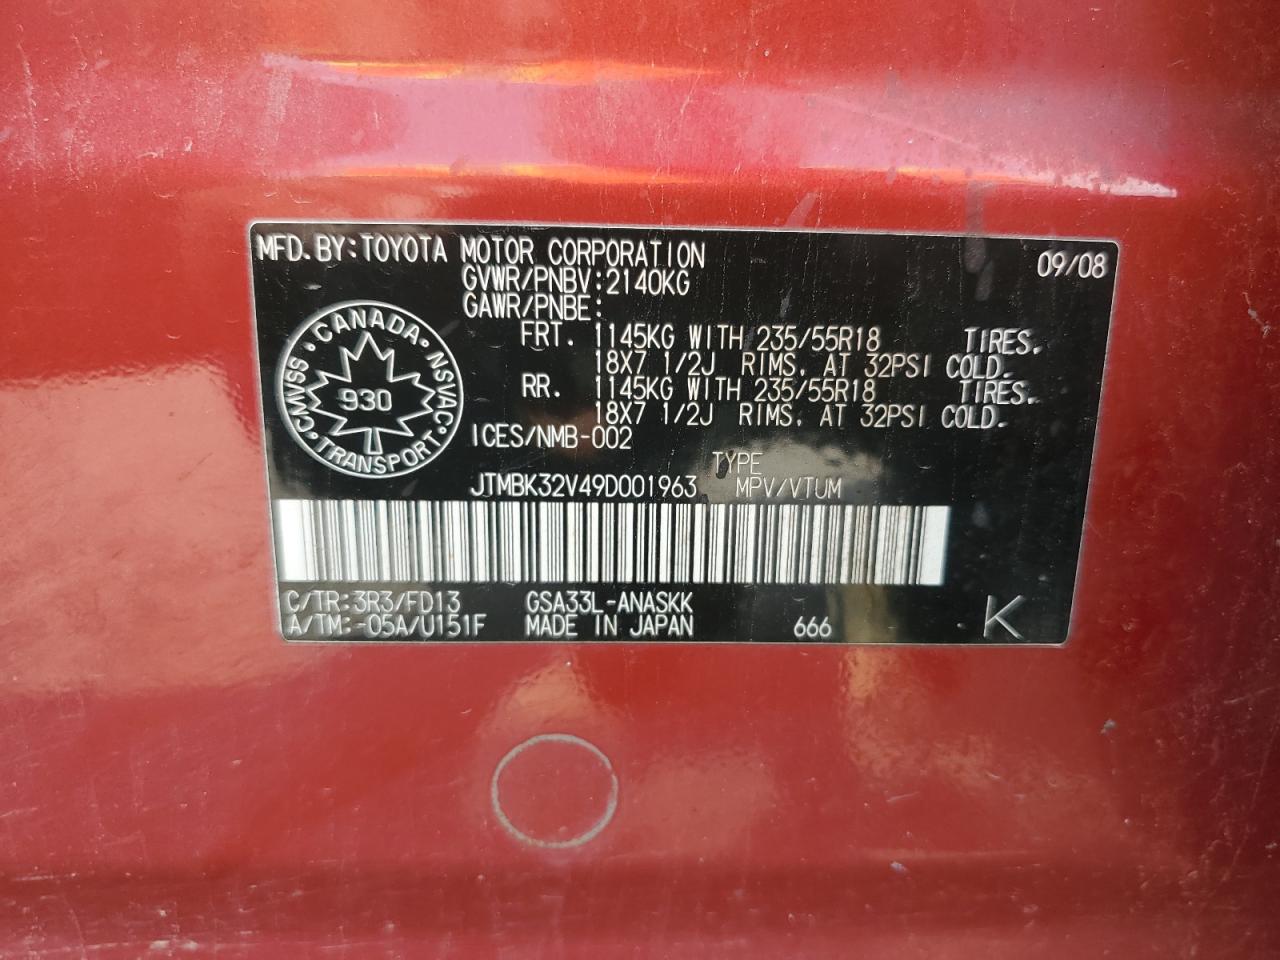 MFD. BY: TOYOTA MOTOR CORPORATION 09/08
GVWR/PNBV: 2140KG
GAWR/PNBE:
FRT. 1145KG WITH 235/55R18 TIRES.
18X7 1/2J RIMS. AT 32PSI COLD.
RR. 1145KG WITH 235/55R18 TIRES.
18X7 1/2J RIMS. AT 32PSI COLD.
CANADA • NSVAC • TRANSPORT • CMVSS •
930
ICES/NMB-002
TYPE
JTMBK32V49D001963 MPV/VTUM
C/TR: 3R3/FD13 GSA33L-ANASKK
A/TM: -05A/U151F MADE IN JAPAN 666 K